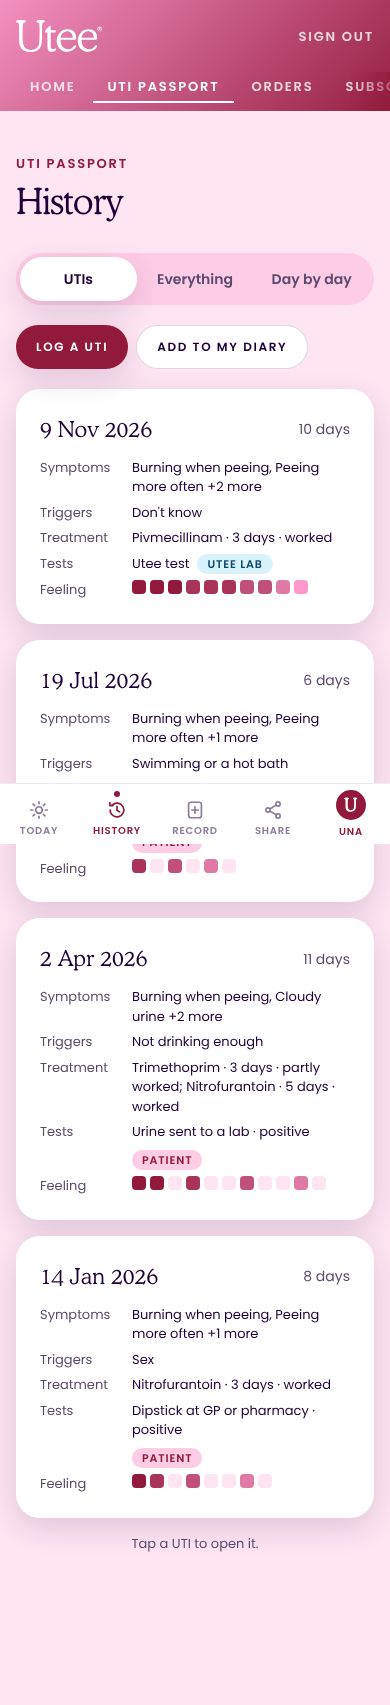 Utee®
SIGN OUT
HOME
UTI PASSPORT
ORDERS
UTI PASSPORT
History
UTIs
Everything
Day by day
LOG A UTI
ADD TO MY DIARY
9 Nov 2026
10 days
Symptoms
Burning when peeing, Peeing
more often +2 more
Triggers
Don't know
Treatment
Pivmecillinam · 3 days · worked
Tests
Utee test
UTEE LAB
Feeling
19 Jul 2026
6 days
Symptoms
Burning when peeing, Peeing
more often +1 more
Triggers
Swimming or a hot bath
TODAY
HISTORY
RECORD
SHARE
U
UNA
Feeling
2 Apr 2026
11 days
Symptoms
Burning when peeing, Cloudy
urine +2 more
Triggers
Not drinking enough
Treatment
Trimethoprim · 3 days · partly
worked; Nitrofurantoin · 5 days ·
worked
Tests
Urine sent to a lab · positive
PATIENT
Feeling
14 Jan 2026
8 days
Symptoms
Burning when peeing, Peeing
more often +1 more
Triggers
Sex
Treatment
Nitrofurantoin · 3 days · worked
Tests
Dipstick at GP or pharmacy ·
positive
PATIENT
Feeling
Tap a UTI to open it.